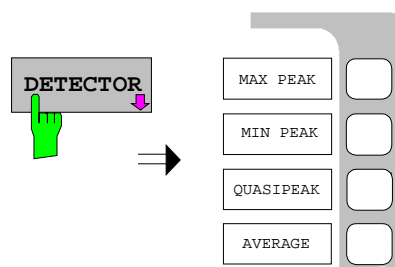 DETECTOR
MAX PEAK
MIN PEAK
QUASIPEAK
AVERAGE